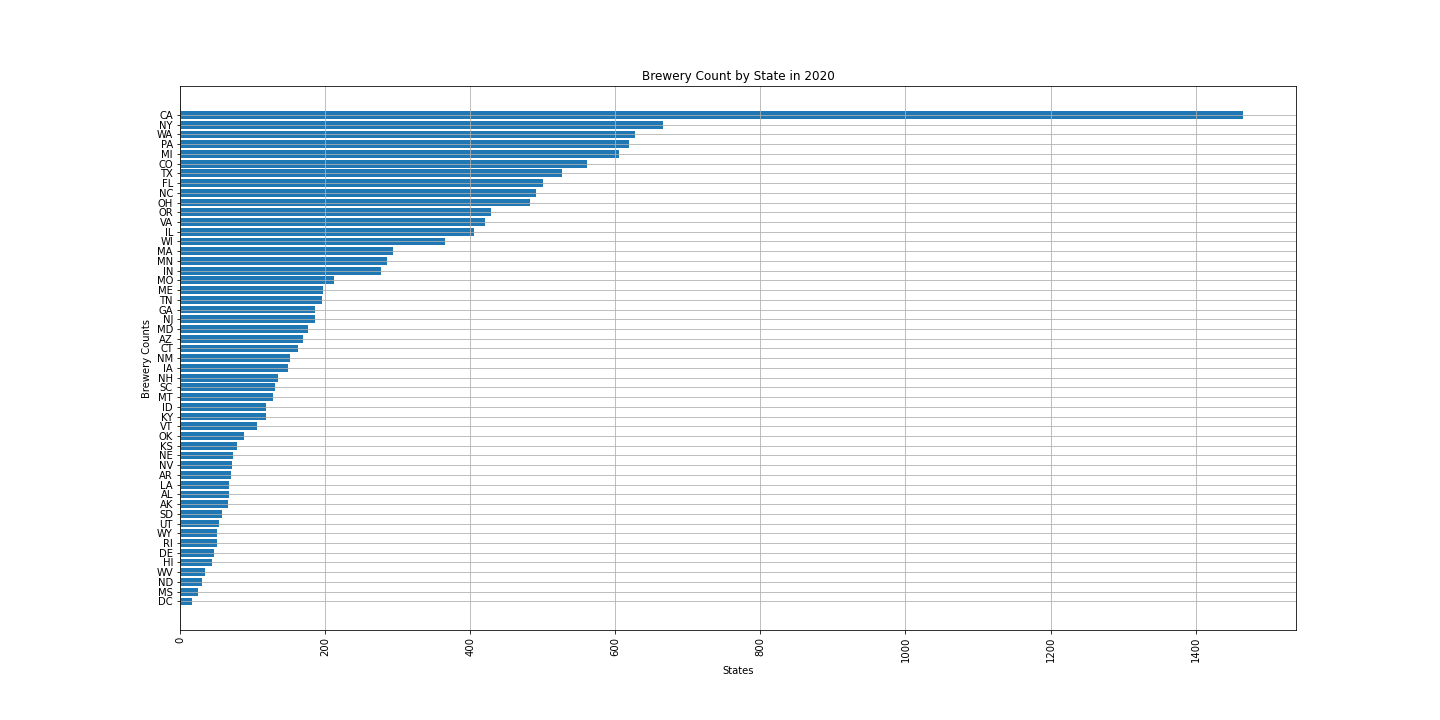 Brewery Count by State in 2020
CA
NY
WA
PA
MI
CO
TX
FL
NC
OH
OR
VA
IL
WI
MA
MN
IN
MO
ME
TN
GA
NJ
MD
AZ
CT
NM
IA
NH
SC
MT
ID
KY
VT
OK
KS
NE
NV
AR
LA
AL
AK
SD
UT
WY
RI
DE
HI
WV
ND
MS
DC
Brewery Counts
0
200
400
600
800
1000
1200
1400
States